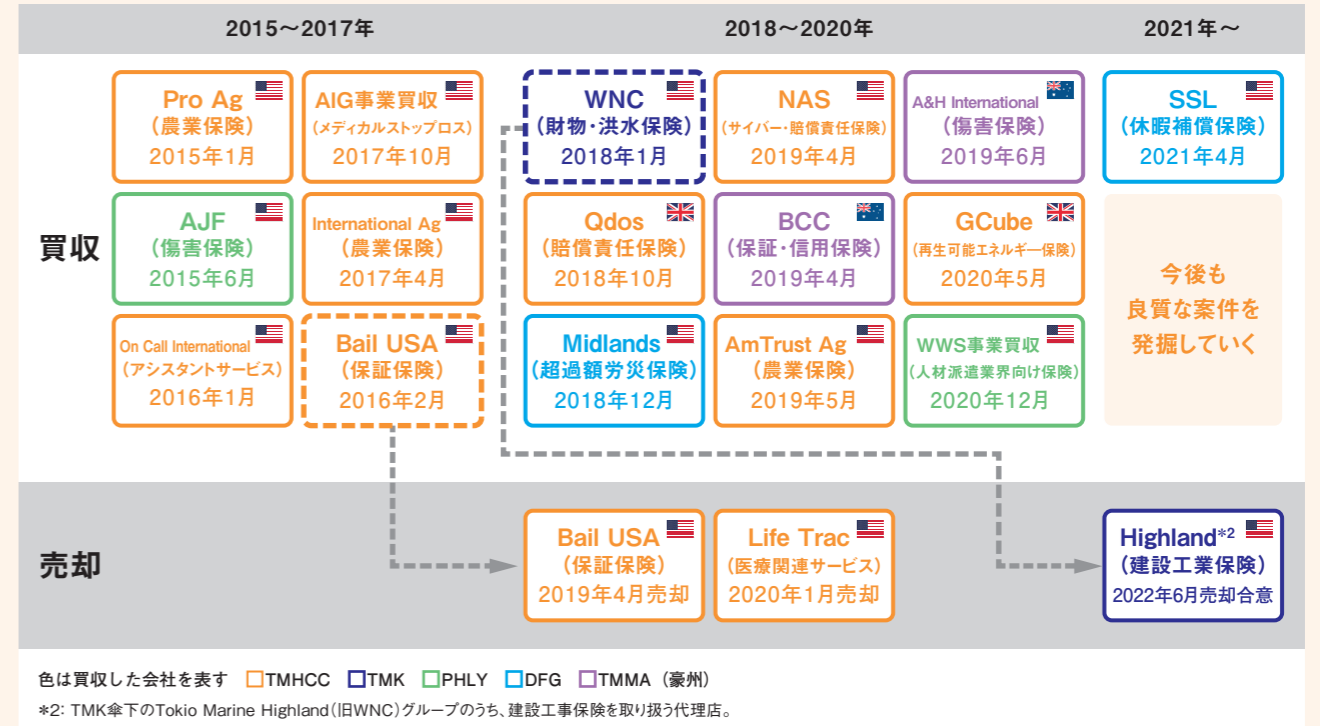 2015～2017年
2018～2020年
2021年～
買収
Pro Ag
（農業保険）
2015年1月
AIG事業買収
（メディカルストップロス）
2017年10月
WNC
（財物・洪水保険）
2018年1月
NAS
（サイバー・賠償責任保険）
2019年4月
A&H International
（傷害保険）
2019年6月
SSL
（休暇補償保険）
2021年4月
AJF
（傷害保険）
2015年6月
International Ag
（農業保険）
2017年4月
Qdos
（賠償責任保険）
2018年10月
BCC
（保証・信用保険）
2019年4月
GCube
（再生可能エネルギー保険）
2020年5月
今後も
良質な案件を
発掘していく
On Call International
（アシスタントサービス）
2016年1月
Bail USA
（保証保険）
2016年2月
Midlands
（超過額労災保険）
2018年12月
AmTrust Ag
（農業保険）
2019年5月
WWS事業買収
（人材派遣業界向け保険）
2020年12月
売却
Bail USA
（保証保険）
2019年4月売却
Life Trac
（医療関連サービス）
2020年1月売却
Highland*2
（建設工業保険）
2022年6月売却合意
色は買収した会社を表す □TMHCC □TMK □PHLY □DFG □TMMA（豪州）
*2: TMK傘下のTokio Marine Highland（旧WNC）グループのうち、建設工事保険を取り扱う代理店。